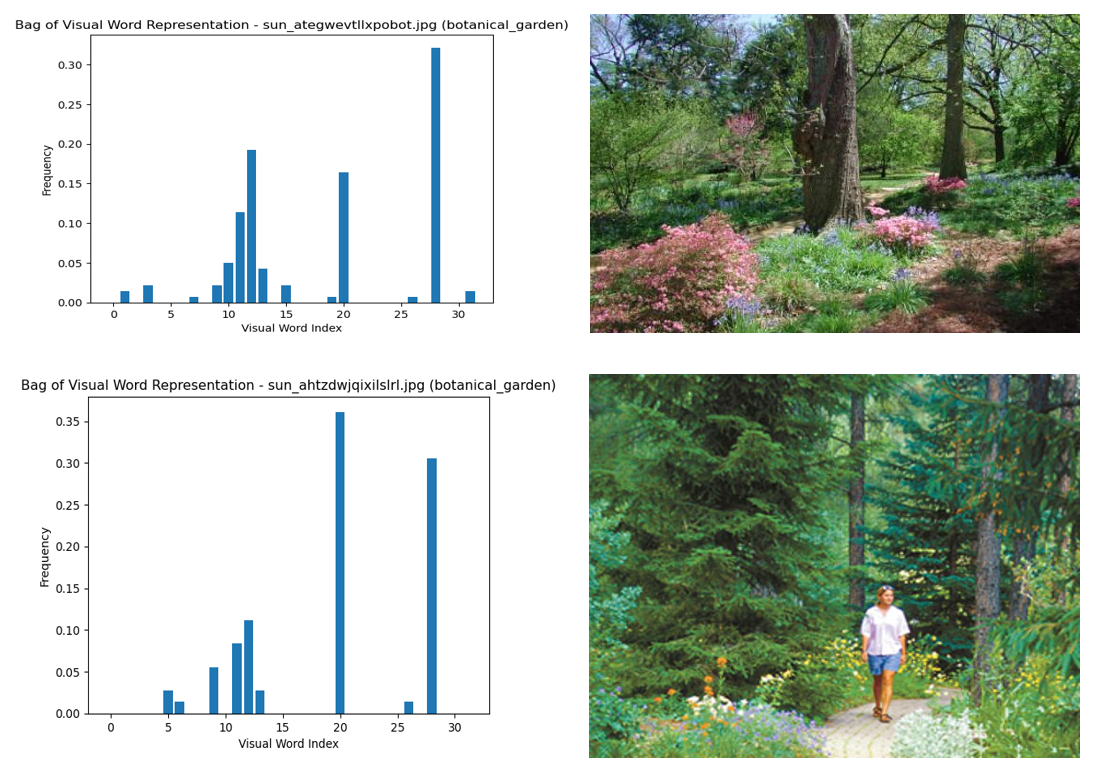 Bag of Visual Word Representation - sun_ategwevtllxpobot.jpg (botanical_garden)
0.30
0.25
0.20
0.15
0.10
0.05
0.00
Frequency
0 5 10 15 20 25 30
Visual Word Index
Bag of Visual Word Representation - sun_ahtzdwjqixilslrl.jpg (botanical_garden)
0.35
0.30
0.25
0.20
0.15
0.10
0.05
0.00
Frequency
0 5 10 15 20 25 30
Visual Word Index